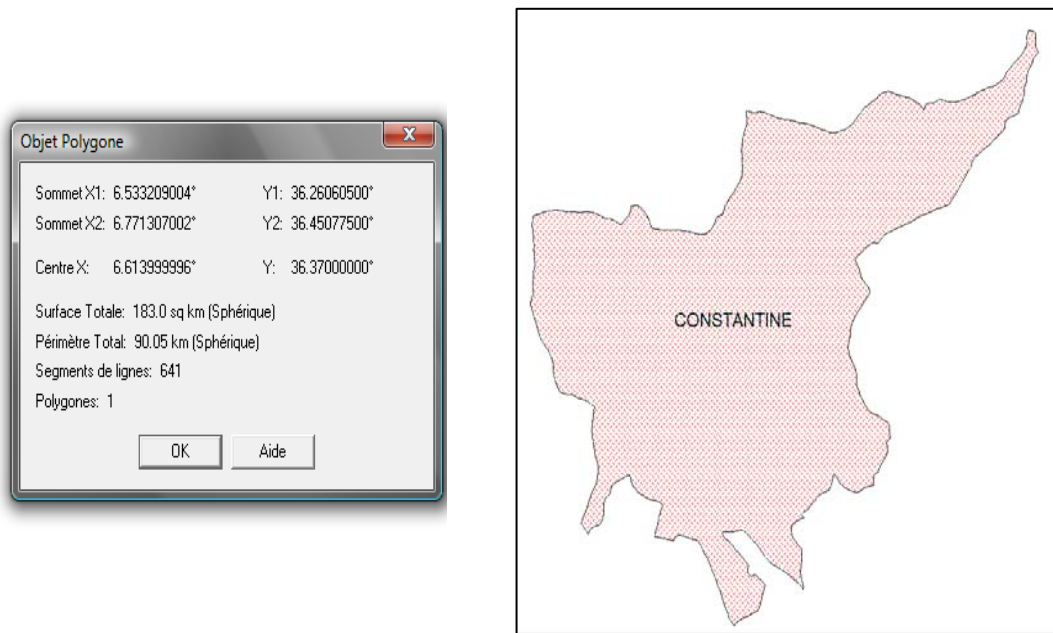 Objet Polygone
X
Sommet X1: 6.533209004° Y1: 36.26060500°
Sommet X2: 6.771307002° Y2: 36.45077500°
Centre X: 6.613999996° Y: 36.37000000°
Surface Totale: 183.0 sq km (Sphérique)
Périmètre Total: 90.05 km (Sphérique)
Segments de lignes: 641
Polygones: 1
OK Aide
CONSTANTINE